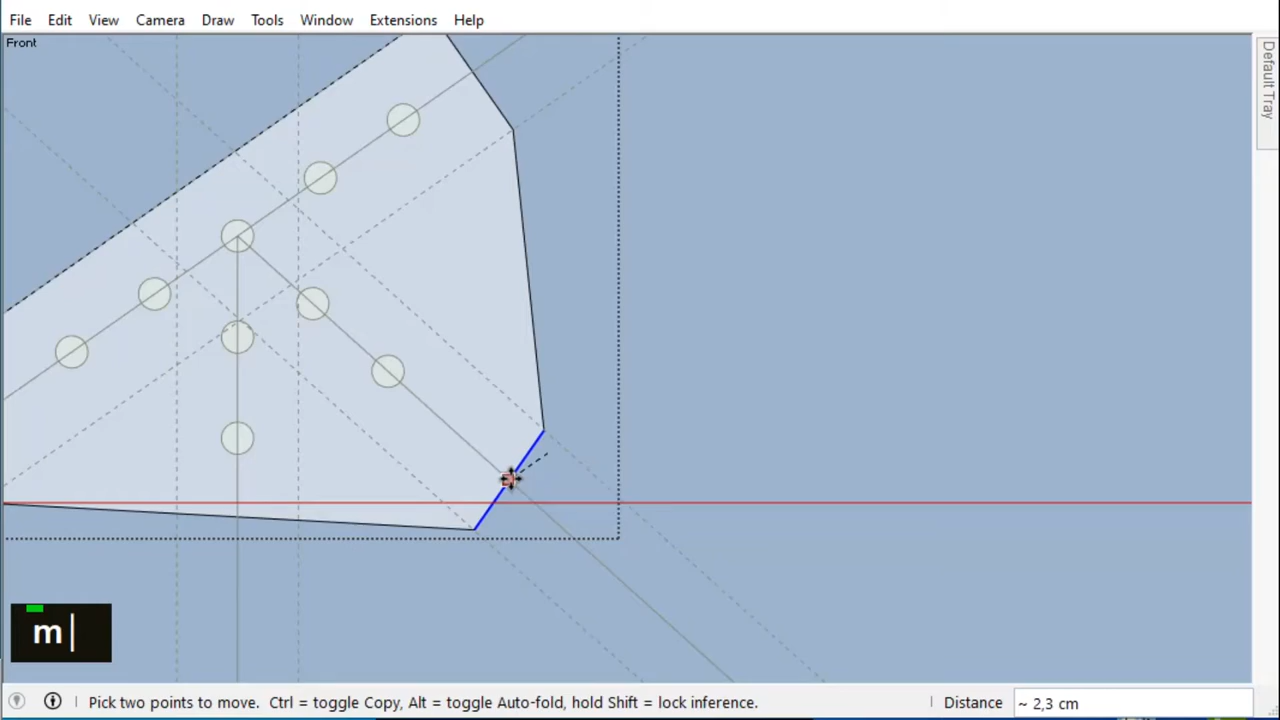 File Edit View Camera Draw Tools Window Extensions Help
Front
Default Tray
m
Pick two points to move. Ctrl = toggle Copy, Alt = toggle Auto-fold, hold Shift = lock inference. Distance ~ 2,3 cm